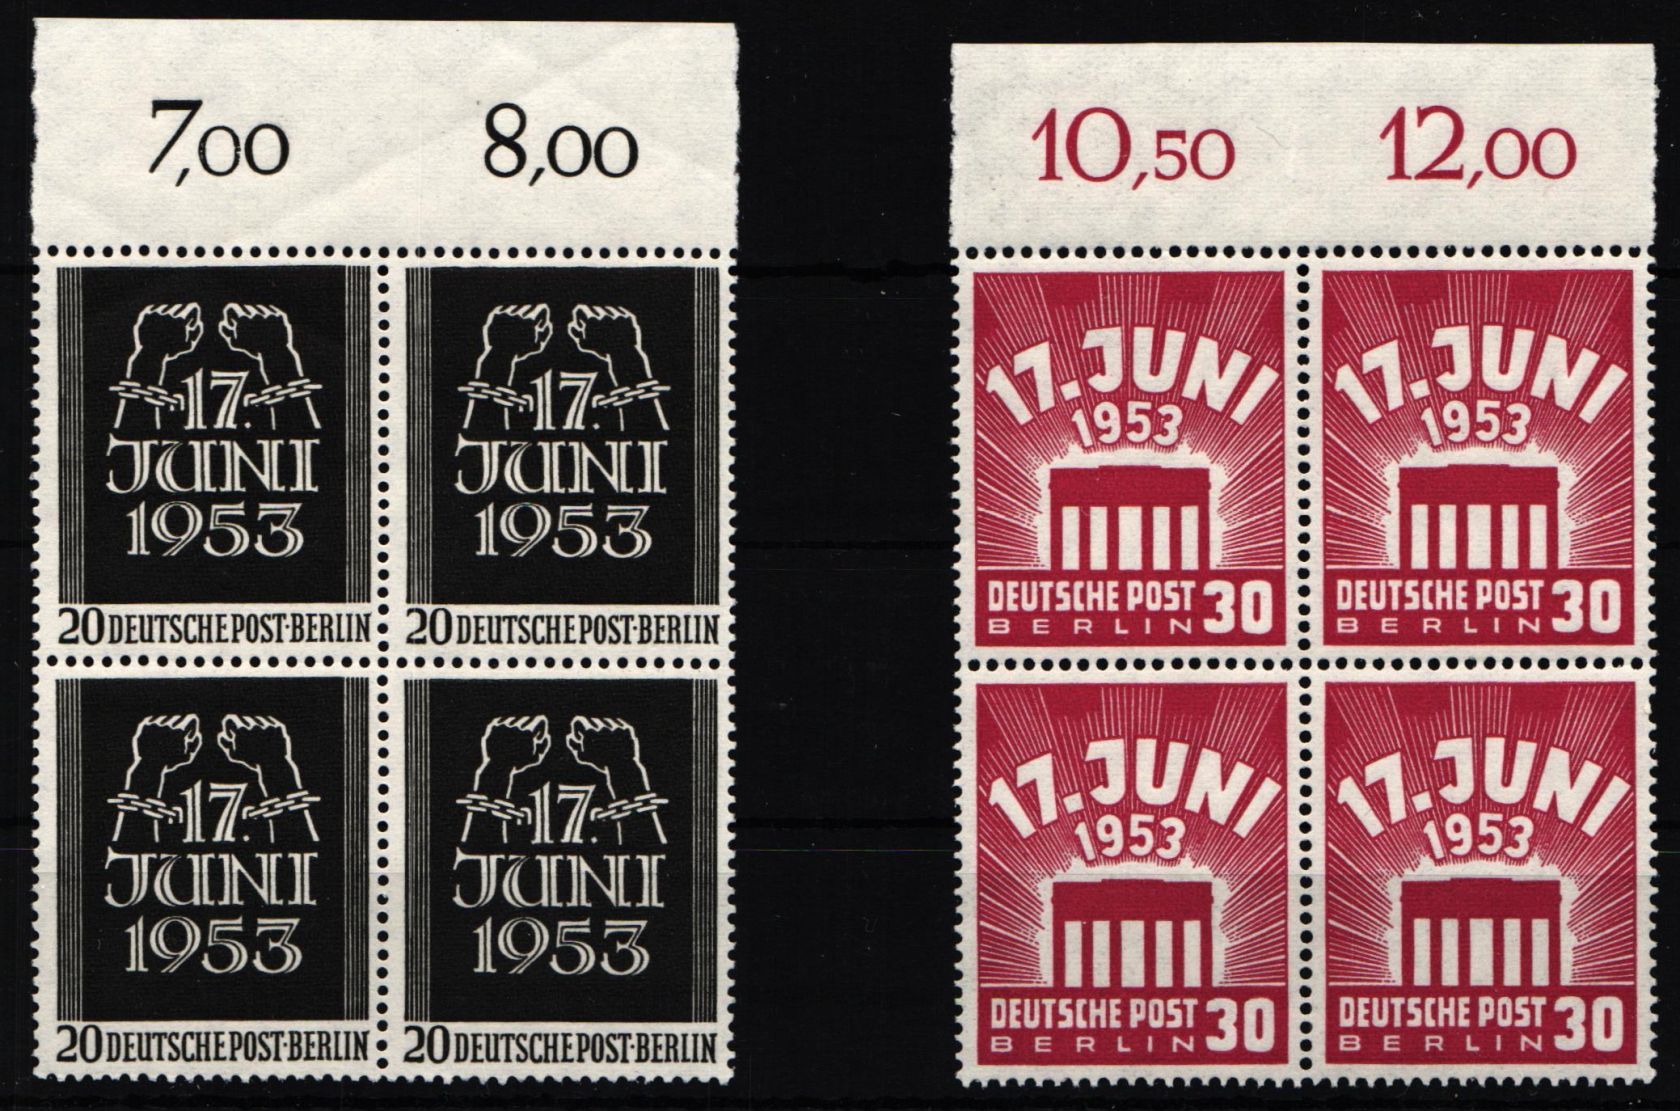 7,00 8,00
17.
JUNI
1953
20 DEUTSCHE POST·BERLIN
17.
JUNI
1953
20 DEUTSCHE POST·BERLIN
17.
JUNI
1953
20 DEUTSCHE POST·BERLIN
17.
JUNI
1953
20 DEUTSCHE POST·BERLIN
10,50 12,00
17. JUNI
1953
DEUTSCHE POST 30
BERLIN
17. JUNI
1953
DEUTSCHE POST 30
BERLIN
17. JUNI
1953
DEUTSCHE POST 30
BERLIN
17. JUNI
1953
DEUTSCHE POST 30
BERLIN